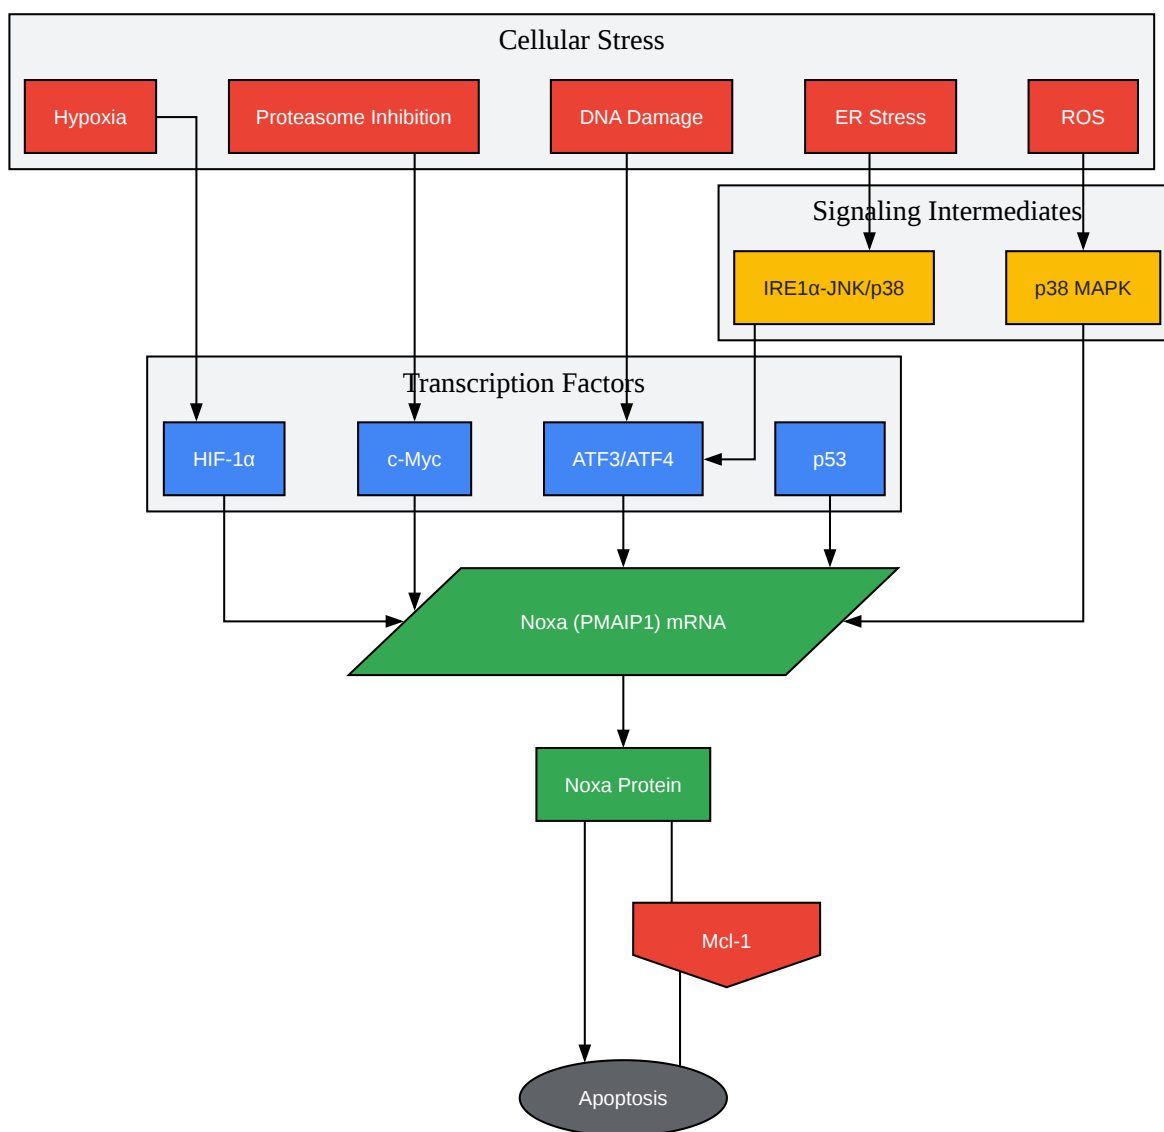 Cellular Stress
Hypoxia
Proteasome Inhibition
DNA Damage
ER Stress
ROS
Signaling Intermediates
IRE1α-JNK/p38
p38 MAPK
Transcription Factors
HIF-1α
c-Myc
ATF3/ATF4
p53
Noxa (PMAIP1) mRNA
Noxa Protein
Mcl-1
Apoptosis